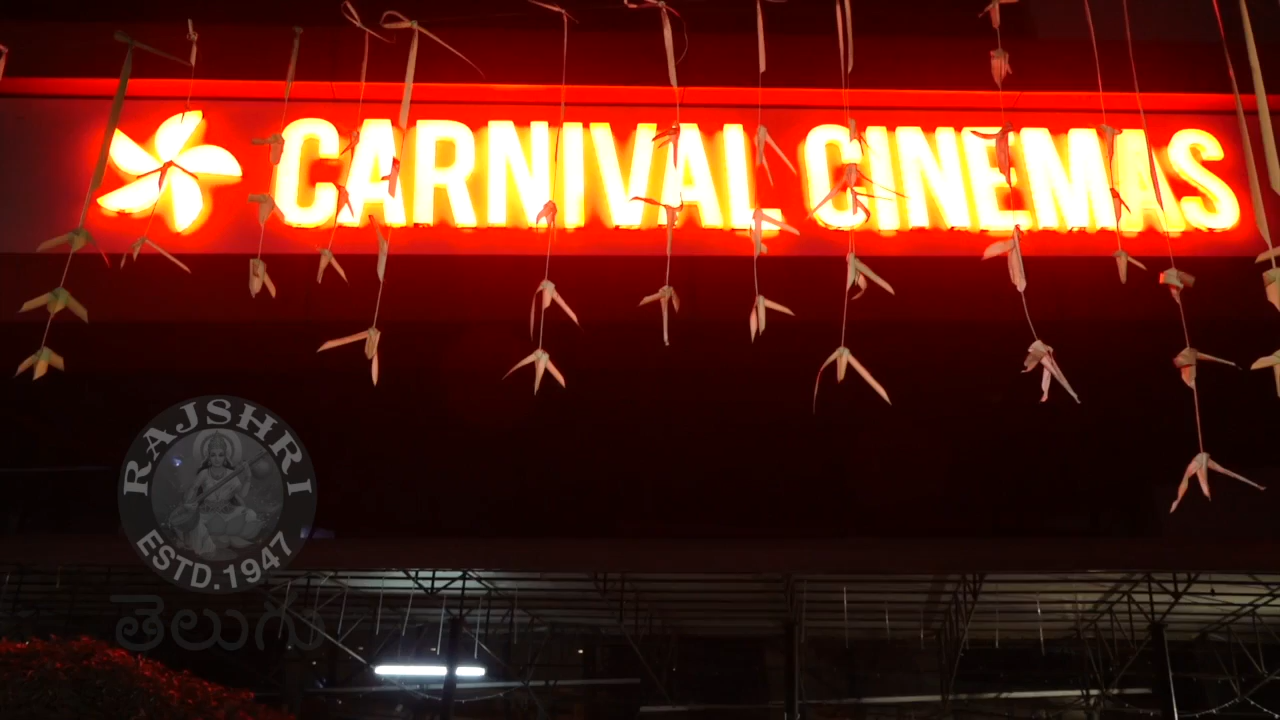 CARNIVAL CINEMAS
RAJSHRI
ESTD.1947
తెలుగు